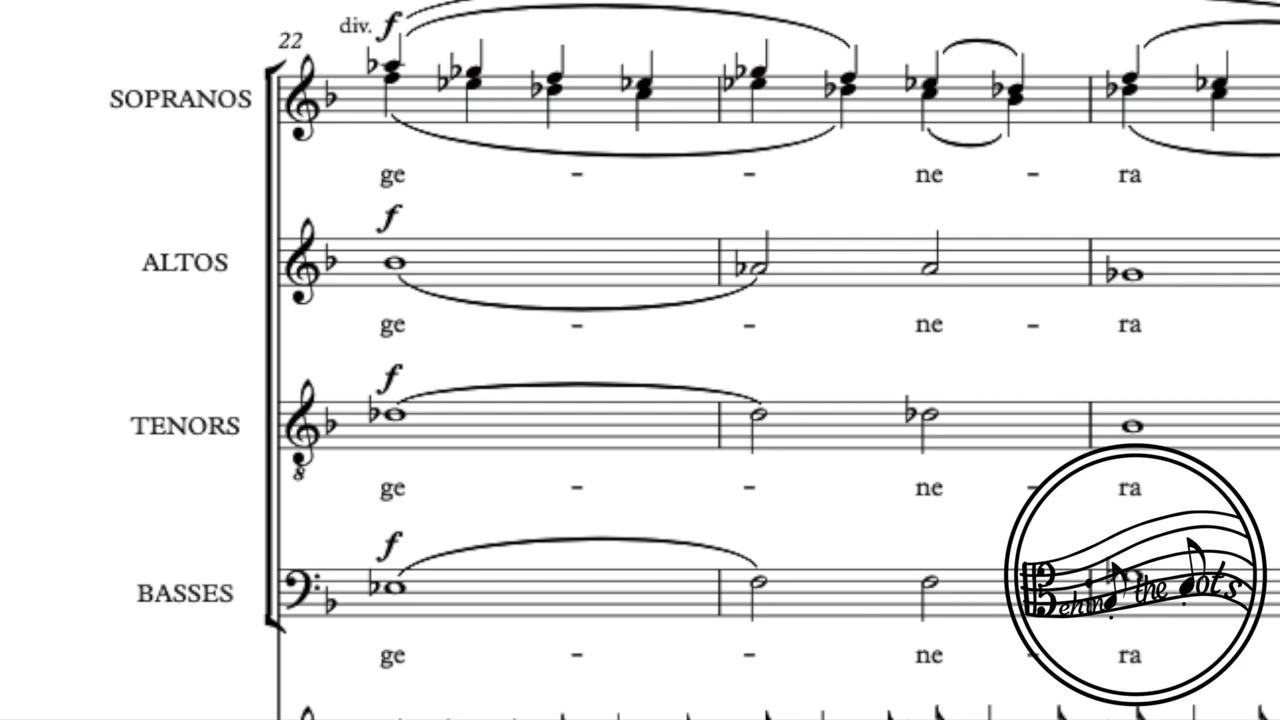 22 div. f
SOPRANOS
ge - - ne - ra
f
ALTOS
ge - - ne - ra
f
TENORS
8
ge - - ne - ra
f
BASSES
Behind the Dots
ge - - ne - ra